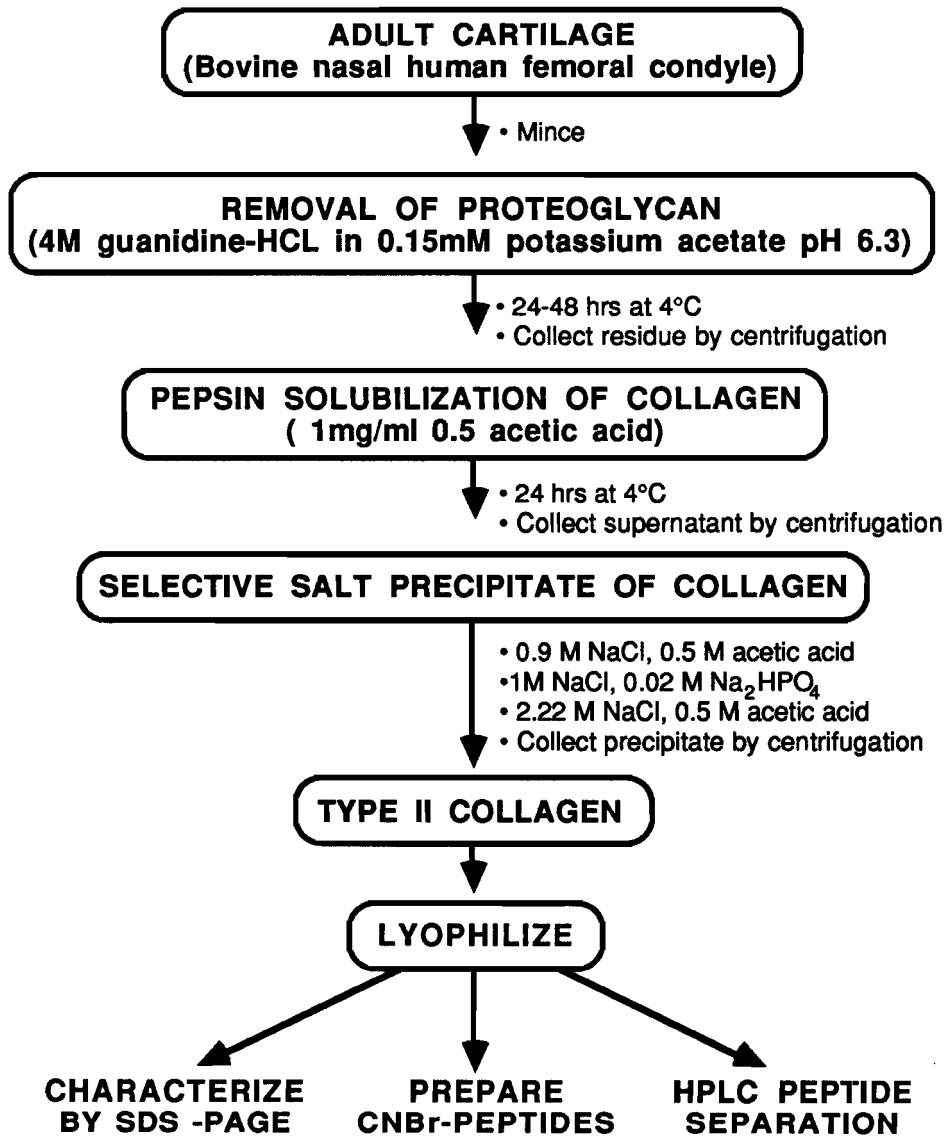 ADULT CARTILAGE
(Bovine nasal human femoral condyle)
• Mince
REMOVAL OF PROTEOGLYCAN
(4M guanidine-HCL in 0.15mM potassium acetate pH 6.3)
• 24-48 hrs at 4°C
• Collect residue by centrifugation
PEPSIN SOLUBILIZATION OF COLLAGEN
( 1mg/ml 0.5 acetic acid)
• 24 hrs at 4°C
• Collect supernatant by centrifugation
SELECTIVE SALT PRECIPITATE OF COLLAGEN
• 0.9 M NaCl, 0.5 M acetic acid
•1M NaCl, 0.02 M Na₂HPO₄
• 2.22 M NaCl, 0.5 M acetic acid
• Collect precipitate by centrifugation
TYPE II COLLAGEN
LYOPHILIZE
CHARACTERIZE
BY SDS -PAGE
PREPARE
CNBr-PEPTIDES
HPLC PEPTIDE
SEPARATION